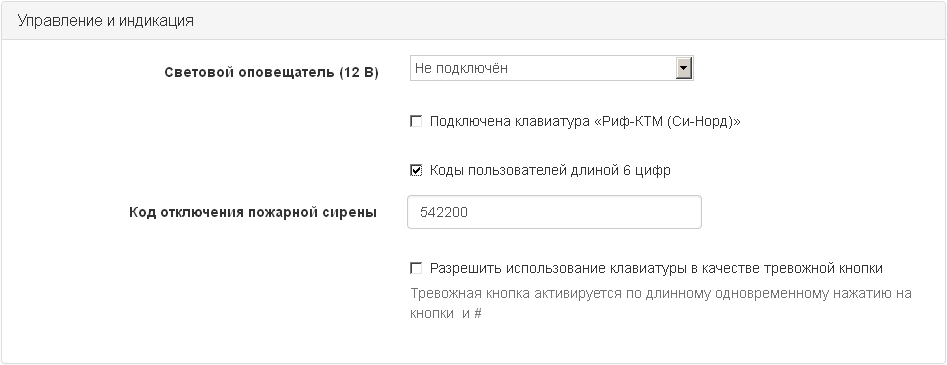 Управление и индикация
Световой оповещатель (12 В)
Не подключён
Подключена клавиатура «Риф-КТМ (Си-Норд)»
Коды пользователей длиной 6 цифр
Код отключения пожарной сирены
542200
Разрешить использование клавиатуры в качестве тревожной кнопки
Тревожная кнопка активируется по длинному одновременному нажатию на
кнопки и #